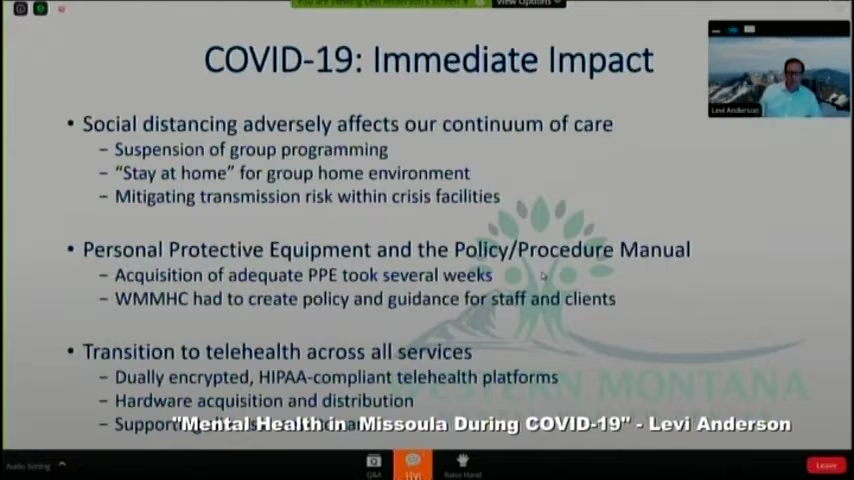 You are viewing Levi Anderson's screen
View Options
COVID-19: Immediate Impact
Levi Anderson
• Social distancing adversely affects our continuum of care
– Suspension of group programming
– "Stay at home" for group home environment
– Mitigating transmission risk within crisis facilities
• Personal Protective Equipment and the Policy/Procedure Manual
– Acquisition of adequate PPE took several weeks
– WMMHC had to create policy and guidance for staff and clients
• Transition to telehealth across all services
– Dually encrypted, HIPAA-compliant telehealth platforms
WESTERN MONTANA
– Hardware acquisition and distribution
"Mental Health in Missoula During COVID-19" - Levi Anderson
Audio Setting
Q&A
Raise Hand
Leave